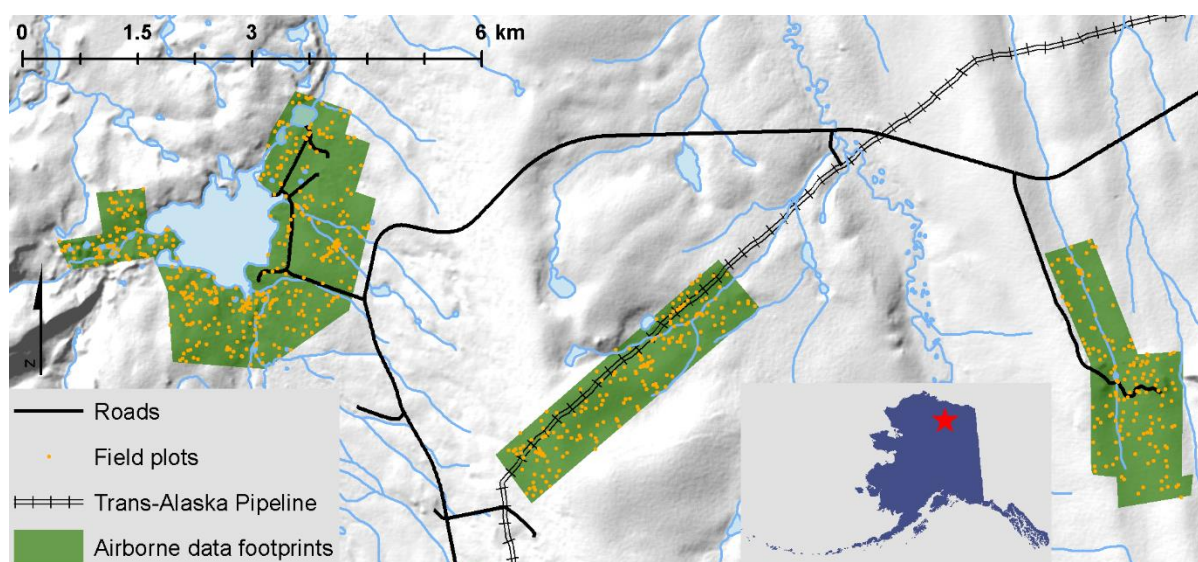 0 1.5 3 6 km
N
Roads
Field plots
Trans-Alaska Pipeline
Airborne data footprints